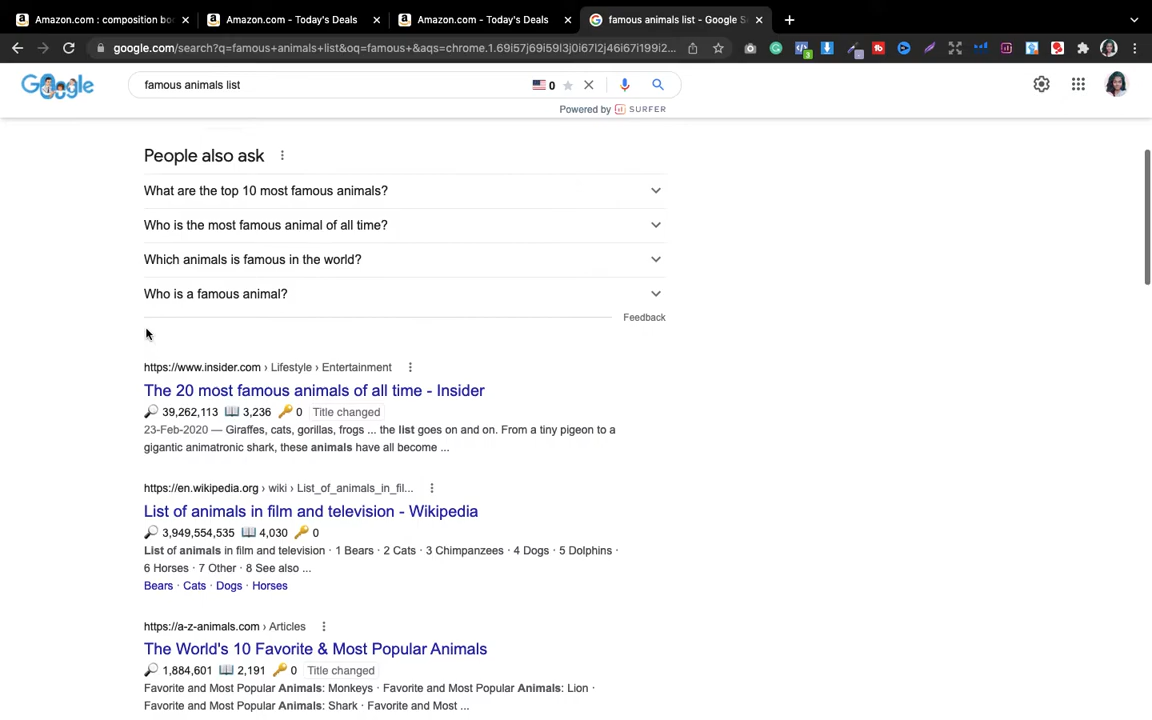 Amazon.com : composition bo
Amazon.com - Today's Deals
Amazon.com - Today's Deals
famous animals list - Google S
google.com/search?q=famous+animals+list&oq=famous+&aqs=chrome.1.69i57j69i59l3j0i67l2j46i67i199i2...
Google
famous animals list
0
Powered by SURFER
People also ask
What are the top 10 most famous animals?
Who is the most famous animal of all time?
Which animals is famous in the world?
Who is a famous animal?
Feedback
https://www.insider.com › Lifestyle › Entertainment
The 20 most famous animals of all time - Insider
39,262,113 3,236 0 Title changed
23-Feb-2020 — Giraffes, cats, gorillas, frogs ... the list goes on and on. From a tiny pigeon to a
gigantic animatronic shark, these animals have all become ...
https://en.wikipedia.org › wiki › List_of_animals_in_fil...
List of animals in film and television - Wikipedia
3,949,554,535 4,030 0
List of animals in film and television · 1 Bears · 2 Cats · 3 Chimpanzees · 4 Dogs · 5 Dolphins ·
6 Horses · 7 Other · 8 See also ...
Bears · Cats · Dogs · Horses
https://a-z-animals.com › Articles
The World's 10 Favorite & Most Popular Animals
1,884,601 2,191 0 Title changed
Favorite and Most Popular Animals: Monkeys · Favorite and Most Popular Animals: Lion ·
Favorite and Most Popular Animals: Shark · Favorite and Most ...